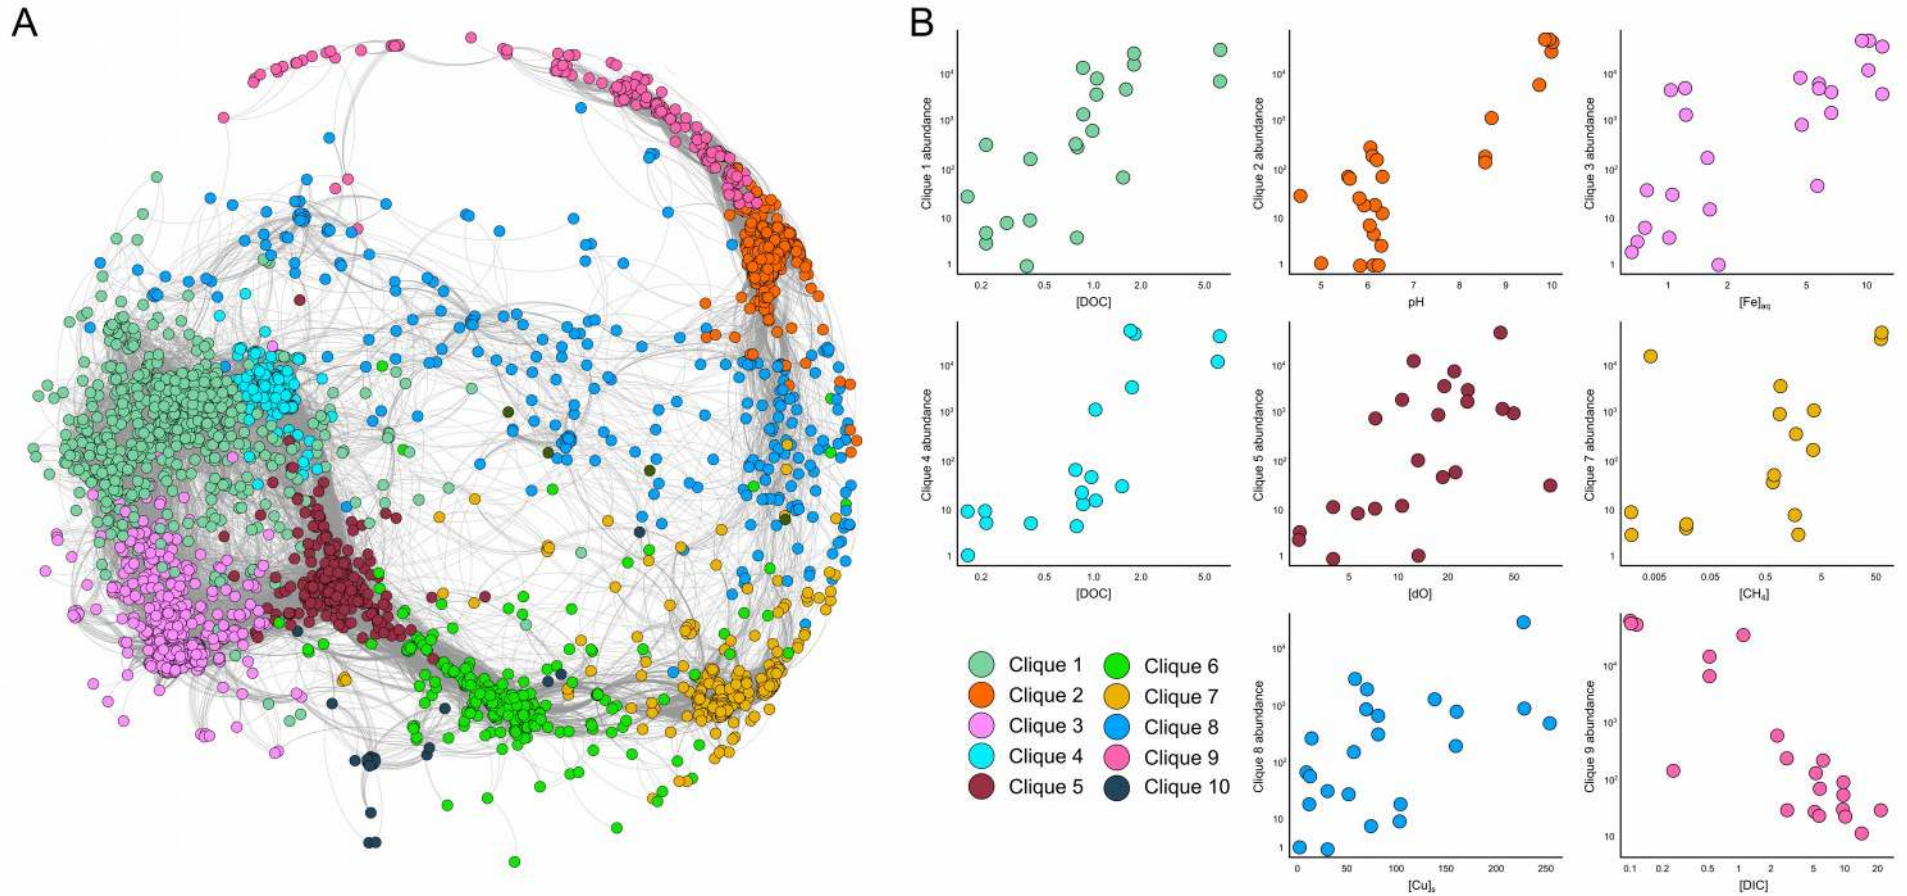 A
B
Clique 1 abundance
10⁴
10³
10²
10
1
0.2 0.5 1.0 2.0 5.0
[DOC]
Clique 2 abundance
10⁴
10³
10²
10
1
5 6 7 8 9 10
pH
Clique 3 abundance
10³
10²
10
1
1 2 5 10
[Fe]aq
Clique 4 abundance
10⁴
10³
10²
10
1
0.2 0.5 1.0 2.0 5.0
[DOC]
Clique 5 abundance
10⁴
10³
10²
10
1
5 10 20 50
[dO]
Clique 7 abundance
10⁴
10³
10²
10
1
0.005 0.05 0.5 5 50
[CH₄]
Clique 1
Clique 2
Clique 3
Clique 4
Clique 5
Clique 6
Clique 7
Clique 8
Clique 9
Clique 10
Clique 8 abundance
10⁴
10³
10²
10
1
0 50 100 150 200 250
[Cu]s
Clique 9 abundance
10⁴
10³
10²
10
0.1 0.2 0.5 1 2 5 10 20
[DIC]